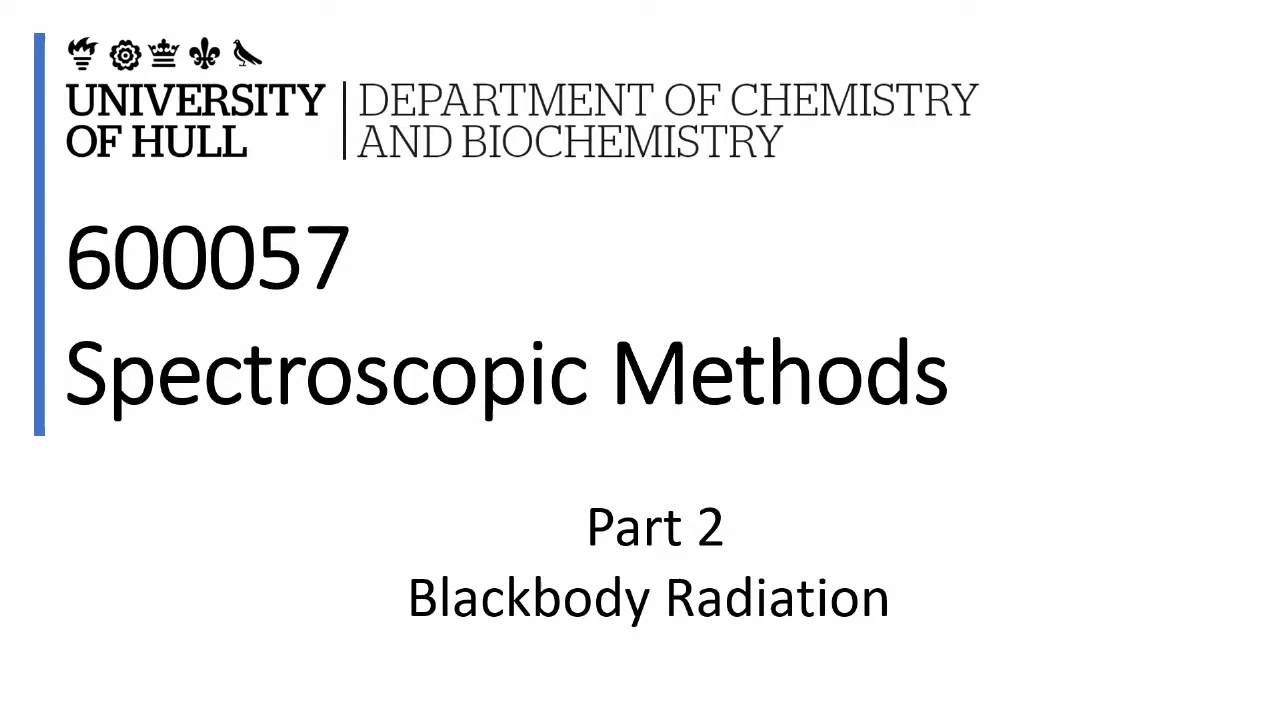 UNIVERSITY
OF HULL
DEPARTMENT OF CHEMISTRY
AND BIOCHEMISTRY
600057
Spectroscopic Methods
Part 2
Blackbody Radiation